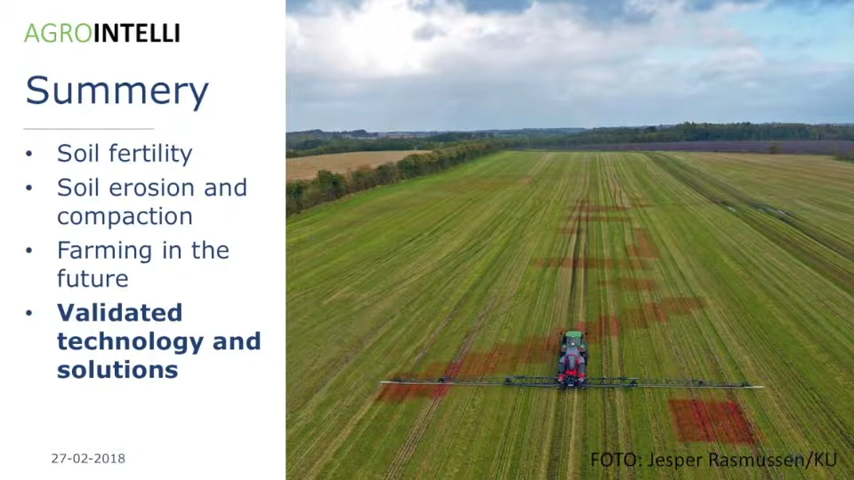 AGROINTELLI
Summery
• Soil fertility
• Soil erosion and
compaction
• Farming in the
future
• Validated
technology and
solutions
27-02-2018
FOTO: Jesper Rasmussen/KU